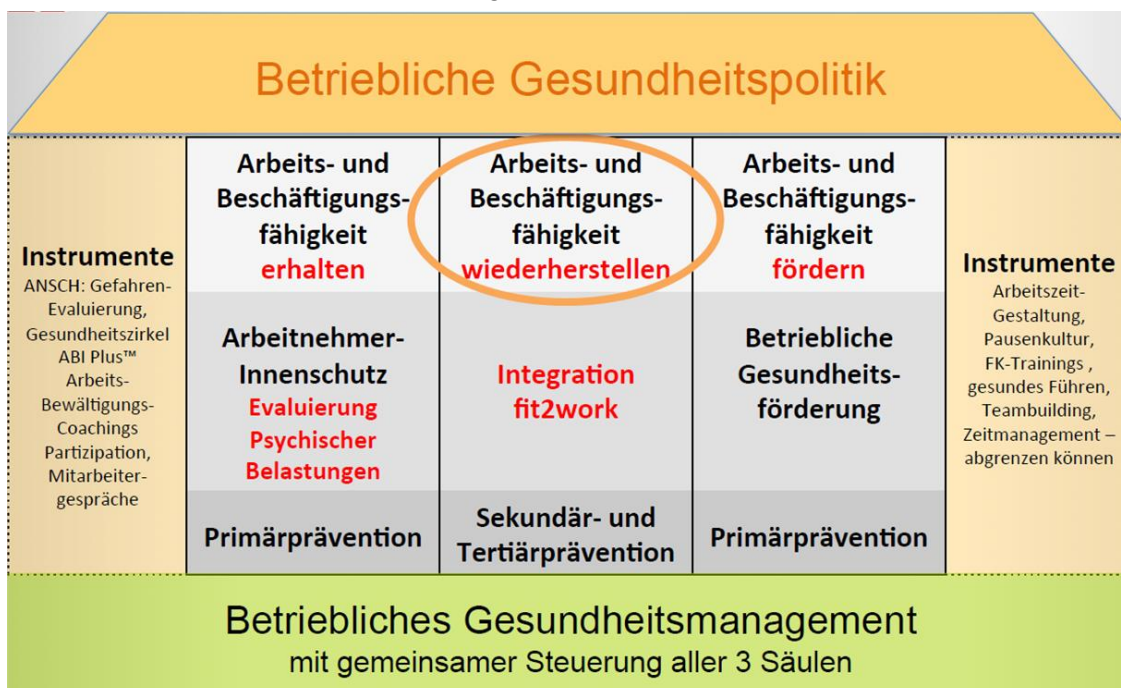 Betriebliche Gesundheitspolitik
Instrumente
ANSCH: Gefahren-
Evaluierung,
Gesundheitszirkel
ABI Plus™
Arbeits-
Bewältigungs-
Coachings
Partizipation,
Mitarbeiter-
gespräche
Arbeits- und
Beschäftigungs-
fähigkeit
erhalten
Arbeitnehmer-
Innenschutz
Evaluierung
Psychischer
Belastungen
Primärprävention
Arbeits- und
Beschäftigungs-
fähigkeit
wiederherstellen
Integration
fit2work
Sekundär- und
Tertiärprävention
Arbeits- und
Beschäftigungs-
fähigkeit
fördern
Betriebliche
Gesundheits-
förderung
Primärprävention
Instrumente
Arbeitszeit-
Gestaltung,
Pausenkultur,
FK-Trainings ,
gesundes Führen,
Teambuilding,
Zeitmanagement –
abgrenzen können
Betriebliches Gesundheitsmanagement
mit gemeinsamer Steuerung aller 3 Säulen